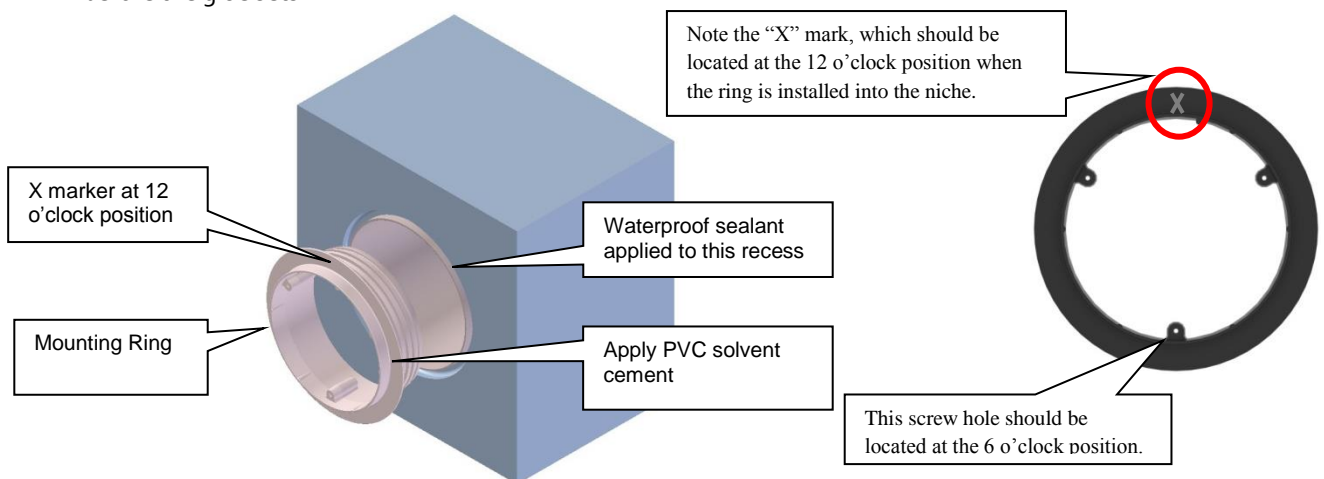 Note the “X” mark, which should be
located at the 12 o’clock position when
the ring is installed into the niche.
X
X marker at 12
o’clock position
Waterproof sealant
applied to this recess
Mounting Ring
Apply PVC solvent
cement
This screw hole should be
located at the 6 o’clock position.